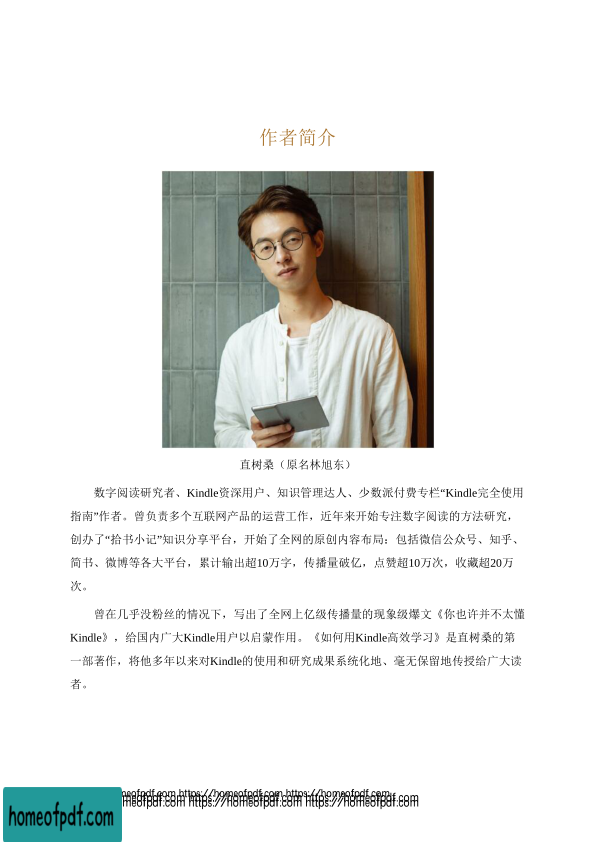 作者简介
直树桑（原名林旭东）
数字阅读研究者、Kindle资深用户、知识管理达人、少数派付费专栏“Kindle完全使用
指南”作者。曾负责多个互联网产品的运营工作，近年来开始专注数字阅读的方法研究，
创办了“拾书小记”知识分享平台，开始了全网的原创内容布局：包括微信公众号、知乎、
简书、微博等各大平台，累计输出超10万字，传播量破亿，点赞超10万次，收藏超20万
次。
曾在几乎没粉丝的情况下，写出了全网上亿级传播量的现象级爆文《你也许并不太懂
Kindle》，给国内广大Kindle用户以启蒙作用。《如何用Kindle高效学习》是直树桑的第
一部著作，将他多年以来对Kindle的使用和研究成果系统化地、毫无保留地传授给广大读
者。
homeofpdf.com https://homeofpdf.com https://homeofpdf.com
homeofpdf.com https://homeofpdf.com https://homeofpdf.com
homeofpdf.com